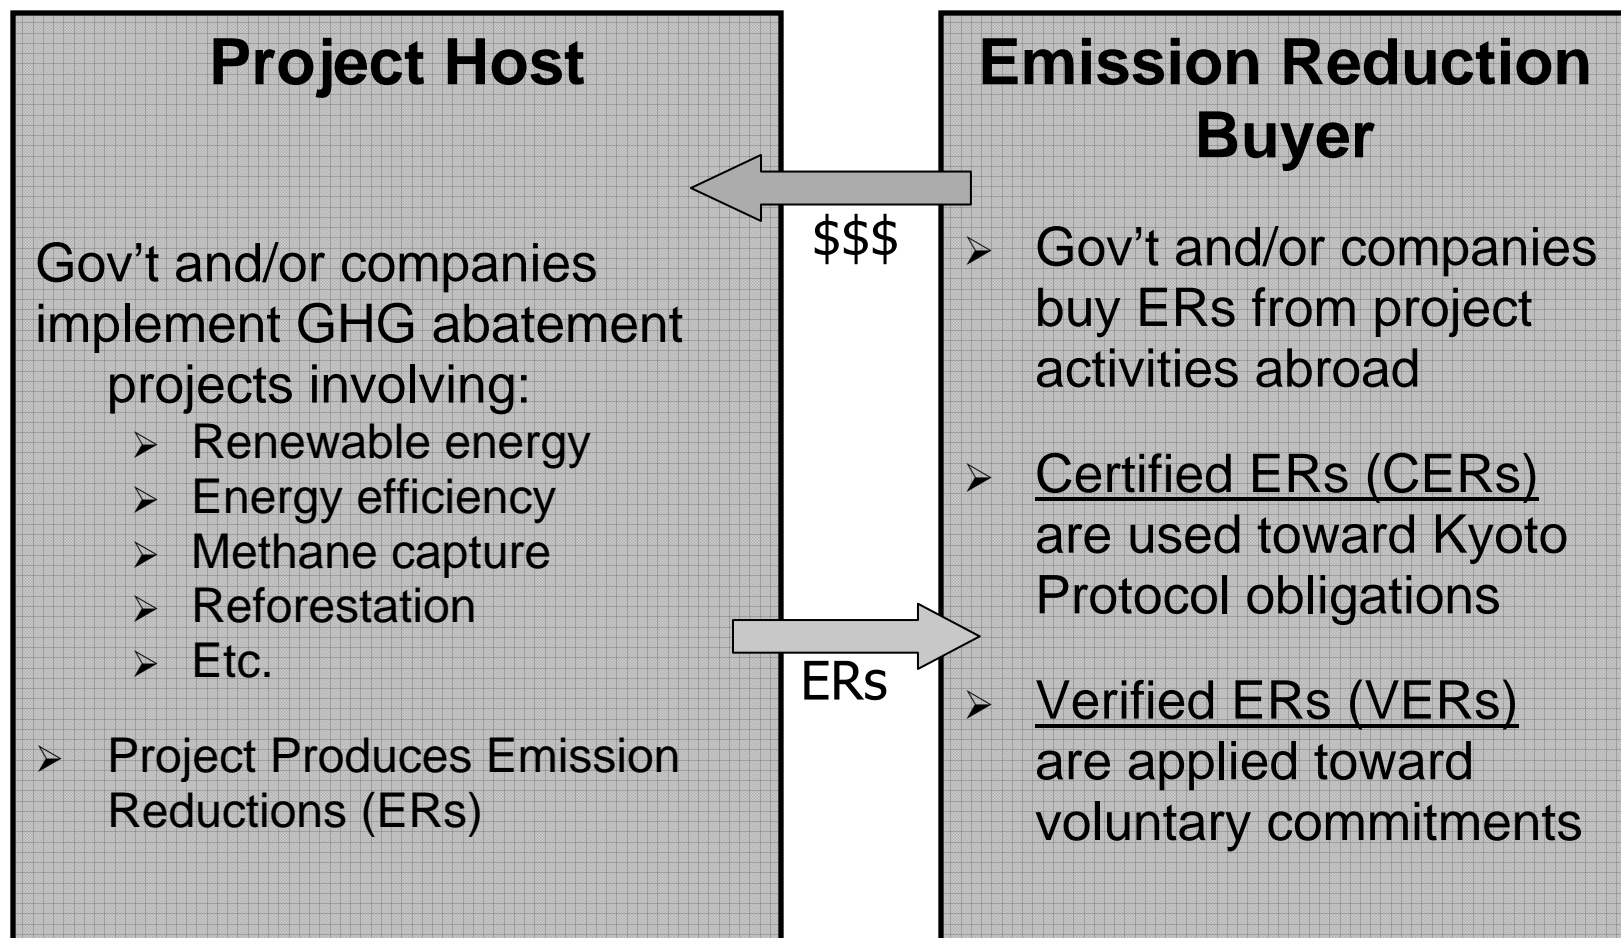 Project Host
Gov’t and/or companies
implement GHG abatement
projects involving:
➢ Renewable energy
➢ Energy efficiency
➢ Methane capture
➢ Reforestation
➢ Etc.
➢ Project Produces Emission
Reductions (ERs)
$$$
ERs
Emission Reduction
Buyer
➢ Gov’t and/or companies
buy ERs from project
activities abroad
➢ Certified ERs (CERs)
are used toward Kyoto
Protocol obligations
➢ Verified ERs (VERs)
are applied toward
voluntary commitments